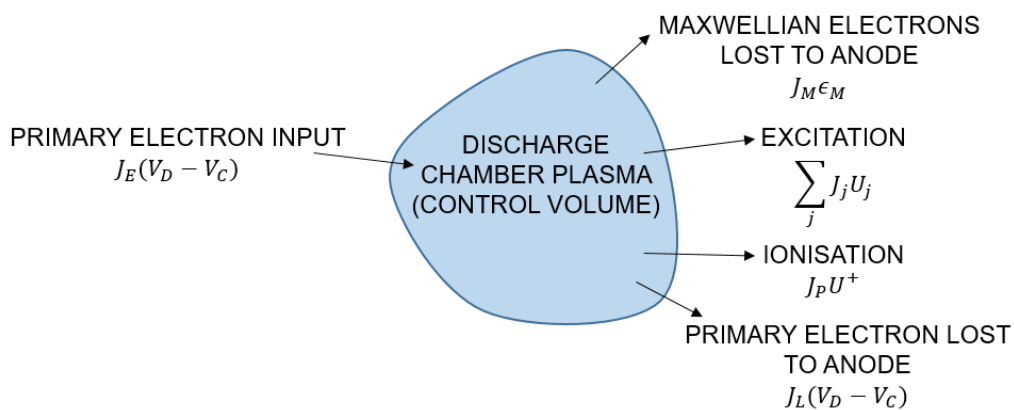 MAXWELLIAN ELECTRONS
LOST TO ANODE
J_M ϵ_M
PRIMARY ELECTRON INPUT
J_E(V_D − V_C)
DISCHARGE
CHAMBER PLASMA
(CONTROL VOLUME)
EXCITATION
∑_j J_j U_j
IONISATION
J_P U⁺
PRIMARY ELECTRON LOST
TO ANODE
J_L(V_D − V_C)